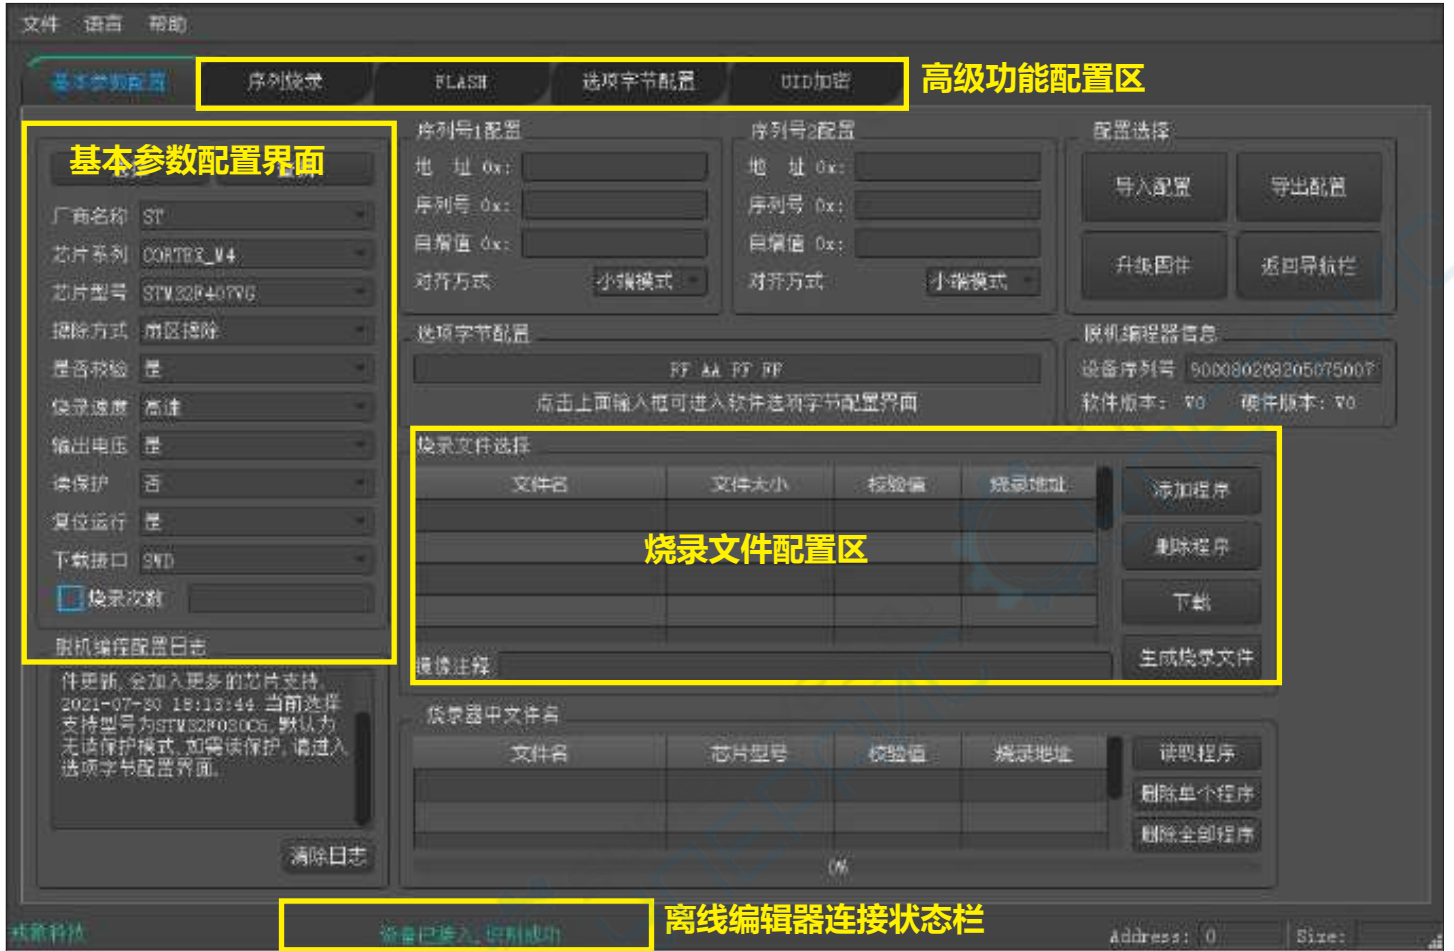 文件 语言 帮助
基本参数配置 序列烧录 FLASH 选项字节配置 UID加密 高级功能配置区
基本参数配置界面
厂商名称 ST
芯片系列 CORTEX_M4
芯片型号 STM32F407VG
擦除方式 扇区擦除
是否校验 是
烧录速度 高速
输出电压 是
读保护 否
复位运行 是
下载接口 SWD
烧录次数
脱机编程配置日志
件更新,会加入更多的芯片支持.
2021-07-30 18:13:44 当前选择
支持型号为STM32F030C6,默认为
无读保护模式,如需读保护,请进入
选项字节配置界面.
清除日志
序列号1配置
地 址 0x:
序列号 0x:
自增值 0x:
对齐方式 小端模式
序列号2配置
地 址 0x:
序列号 0x:
自增值 0x:
对齐方式 小端模式
配置选择
导入配置 导出配置
升级固件 返回导航栏
选项字节配置
FF AA FF FF
点击上面输入框可进入软件选项字节配置界面
脱机编程器信息
设备序列号 900080268205075007
软件版本: V0 硬件版本: V0
烧录文件选择
文件名 文件大小 校验值 烧录地址
烧录文件配置区
镜像注释
添加程序
删除程序
下载
生成烧录文件
烧录器中文件名
文件名 芯片型号 校验值 烧录地址
读取程序
删除单个程序
删除全部程序
0%
设备已接入,识别成功 离线编辑器连接状态栏
Address: 0 Size: